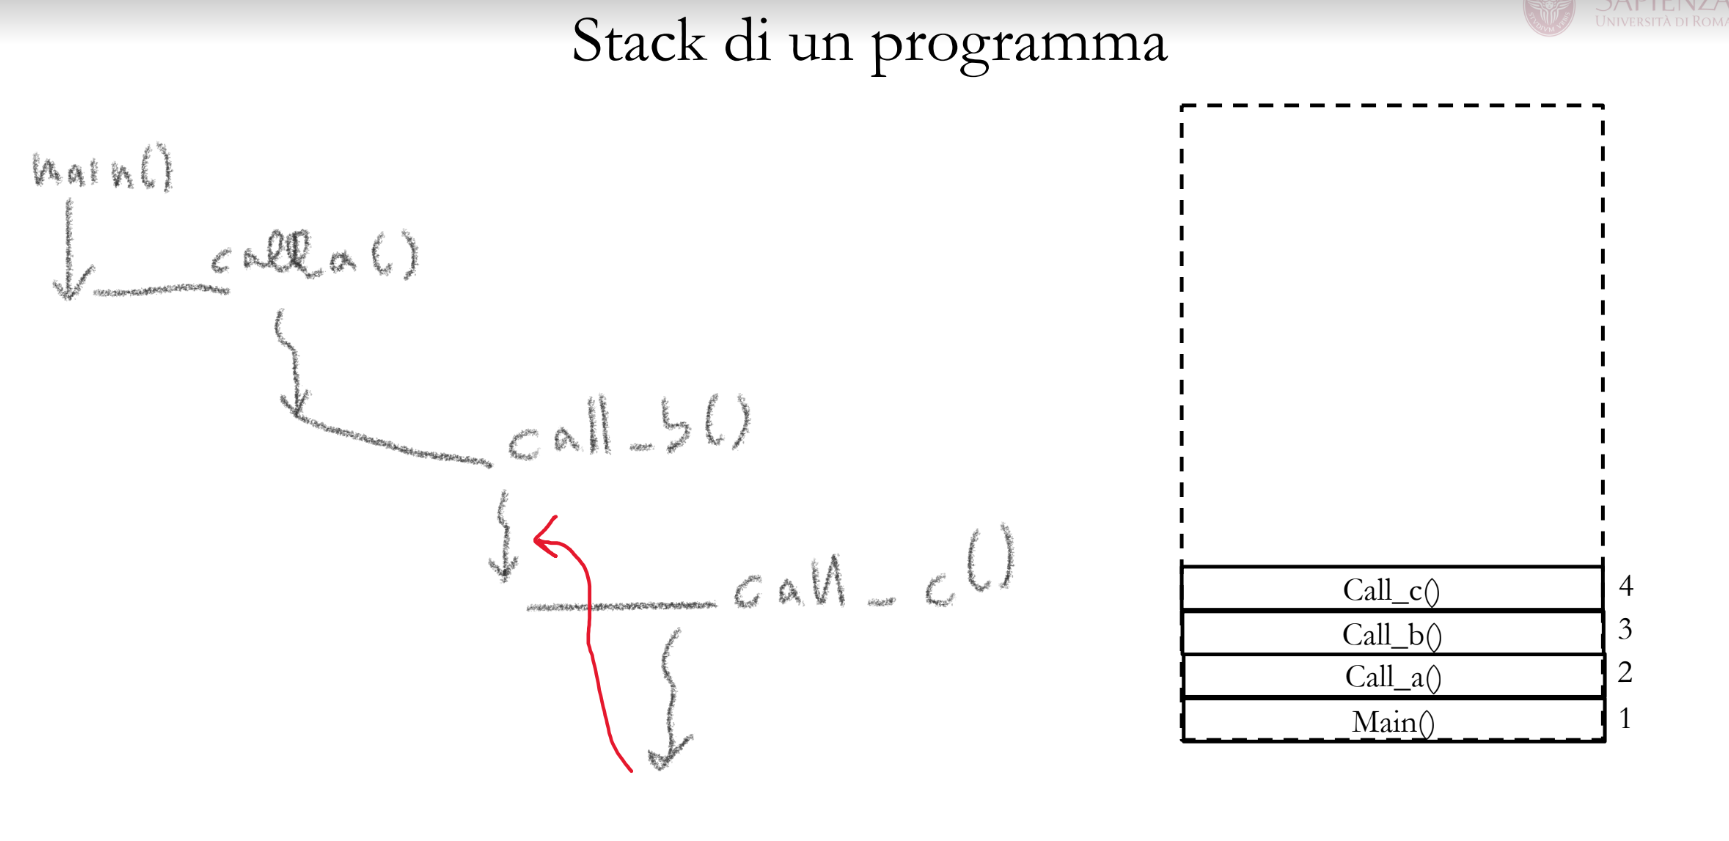 SAPIENZA
UNIVERSITÀ DI ROMA
Stack di un programma
main()
call_a()
call_b()
call_c()
Call_c() 4
Call_b() 3
Call_a() 2
Main() 1